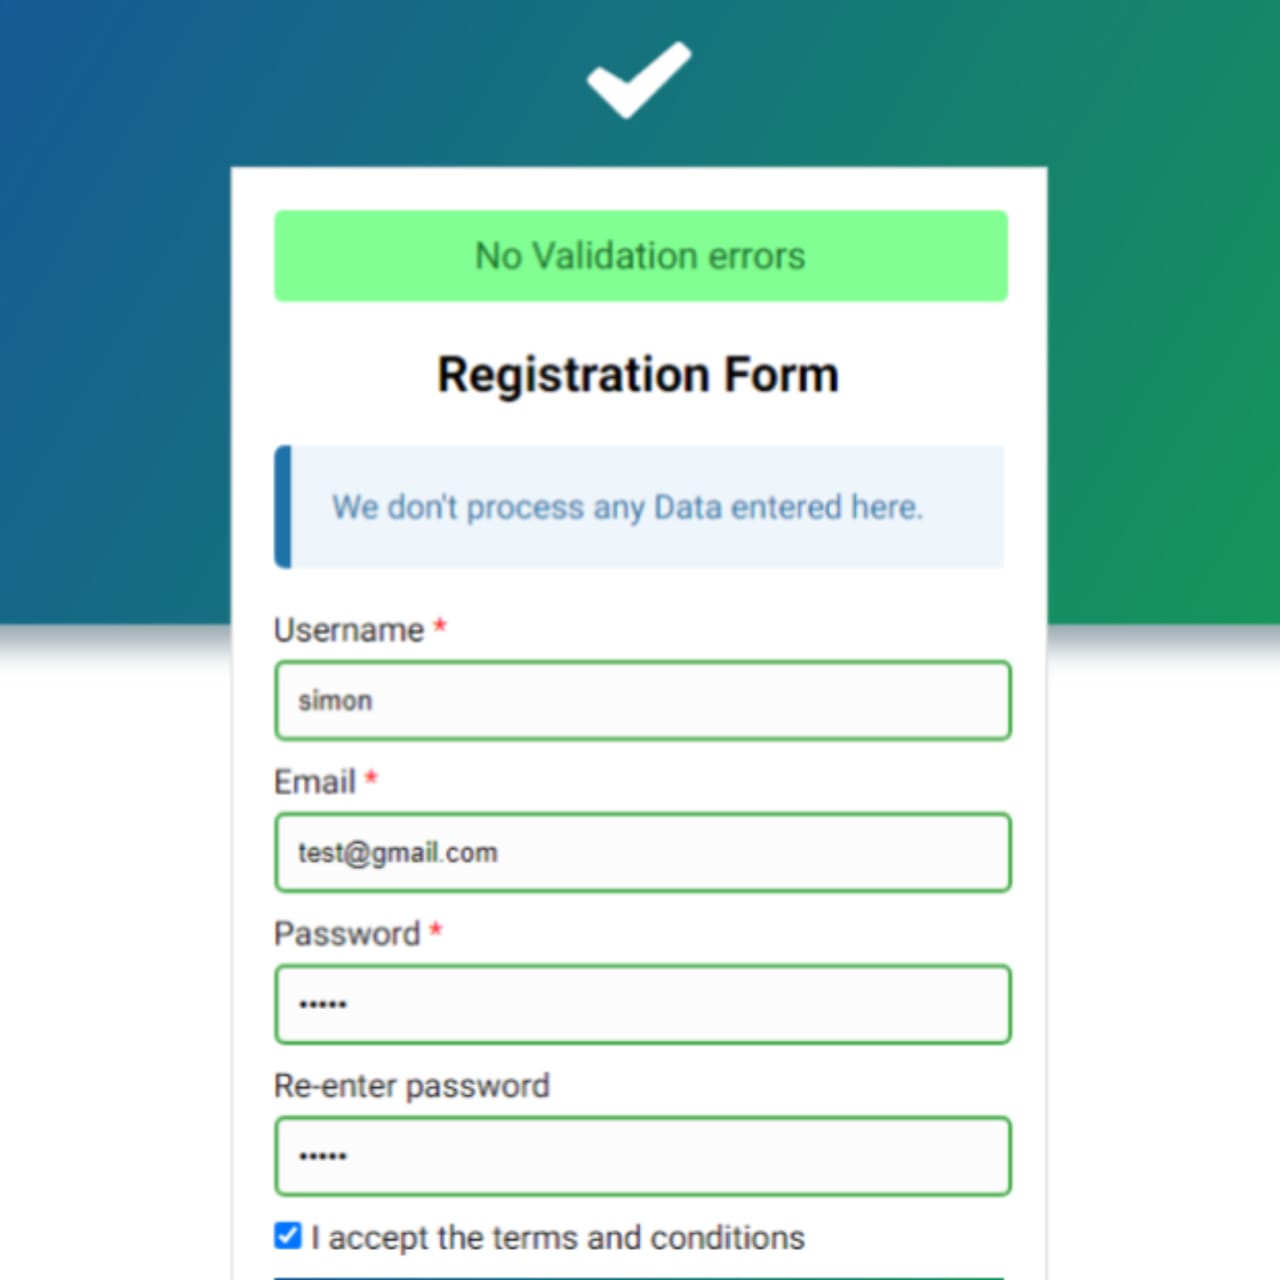 No Validation errors
Registration Form
We don't process any Data entered here.
Username *
simon
Email *
test@gmail.com
Password *
•••••
Re-enter password
•••••
I accept the terms and conditions